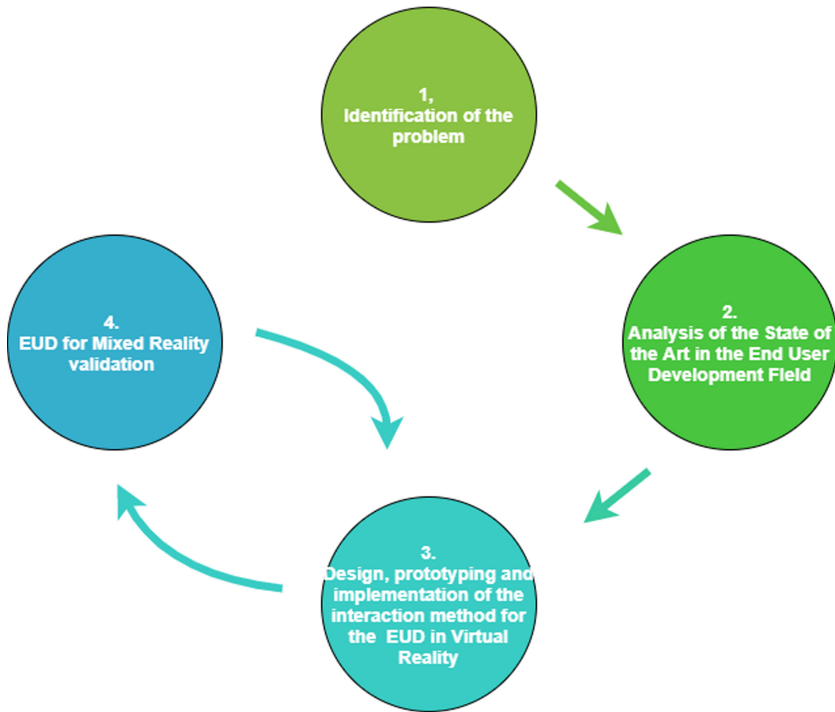 1,
Identification of the
problem
2.
Analysis of the State of
the Art in the End User
Development Field
3.
Design, prototyping and
implementation of the
interaction method for
the EUD in Virtual
Reality
4.
EUD for Mixed Reality
validation